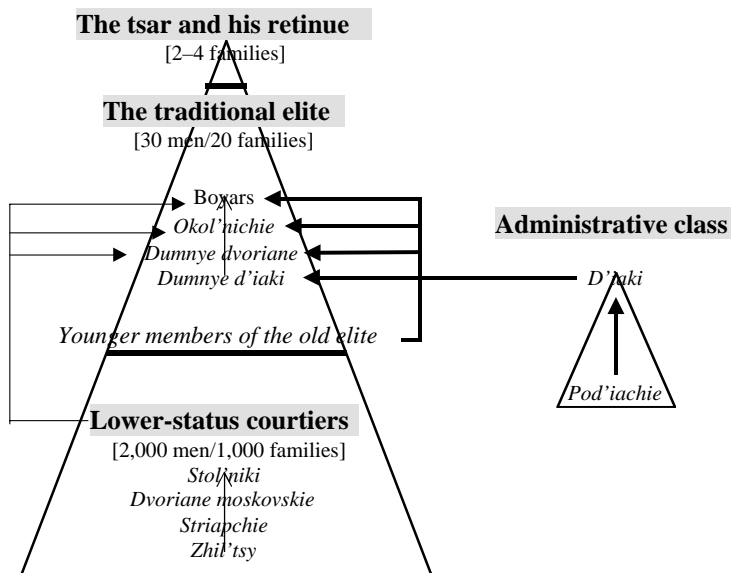 The tsar and his retinue
[2–4 families]
The traditional elite
[30 men/20 families]
Boyars
Okol’nichie
Dumnye dvoriane
Dumnye d’iaki
Younger members of the old elite
Lower-status courtiers
[2,000 men/1,000 families]
Stol’niki
Dvoriane moskovskie
Striapchie
Zhil’tsy
Administrative class
D’iaki
Pod’iachie